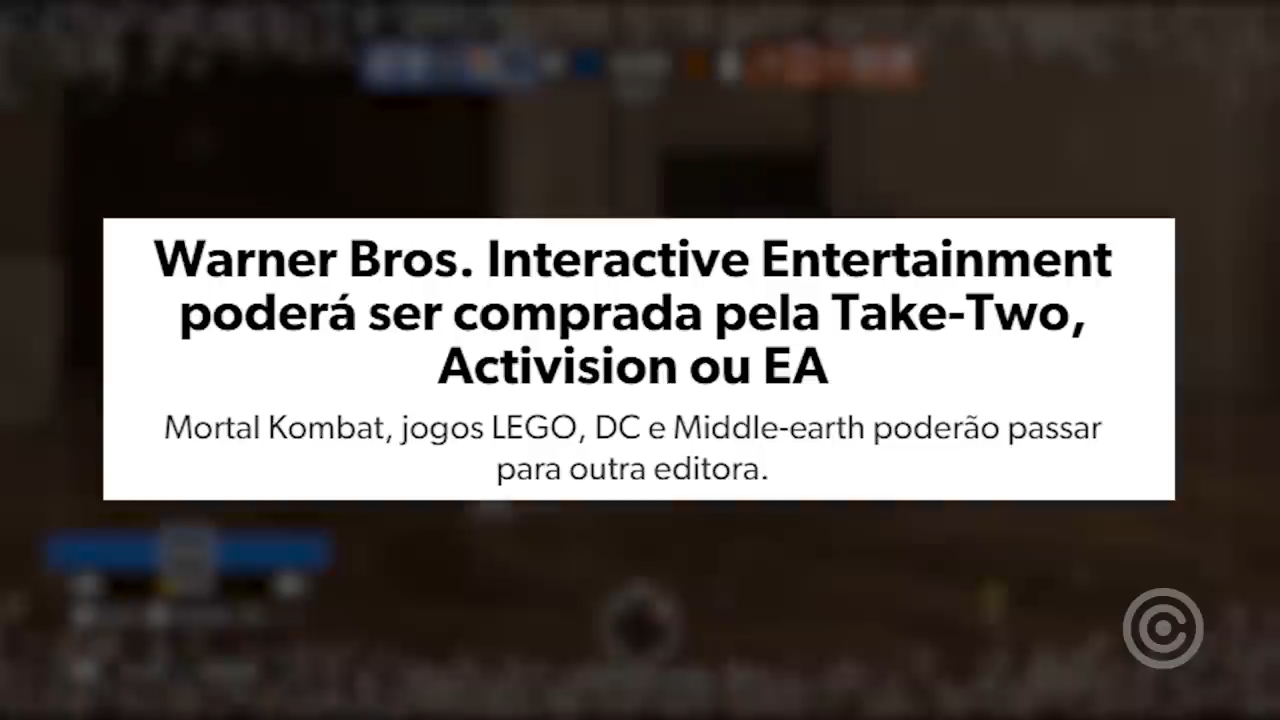 Warner Bros. Interactive Entertainment
poderá ser comprada pela Take-Two,
Activision ou EA
Mortal Kombat, jogos LEGO, DC e Middle-earth poderão passar
para outra editora.